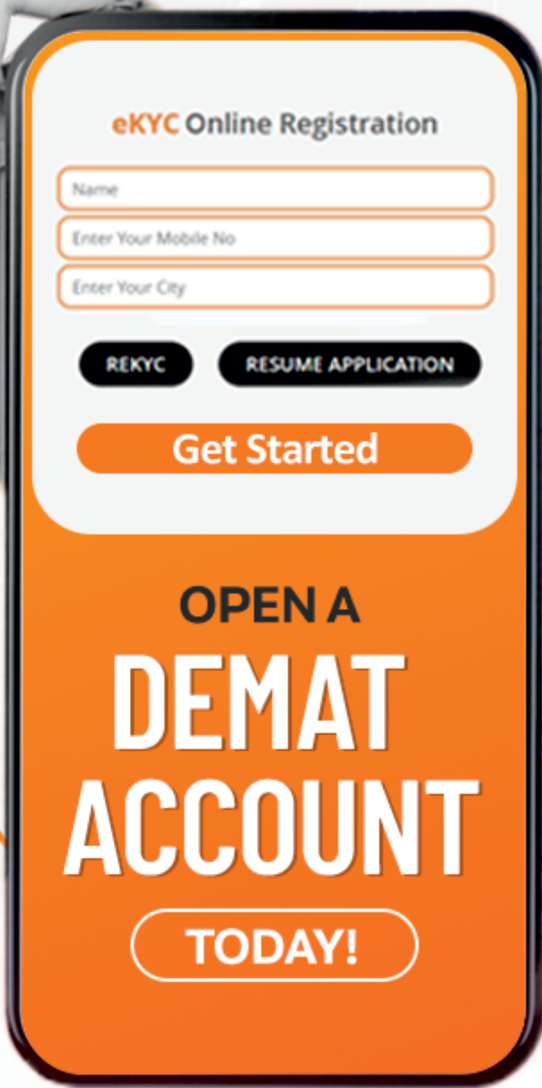 eKYC Online Registration
Name
Enter Your Mobile No
Enter Your City
REKYC RESUME APPLICATION
Get Started
OPEN A
DEMAT
ACCOUNT
TODAY!